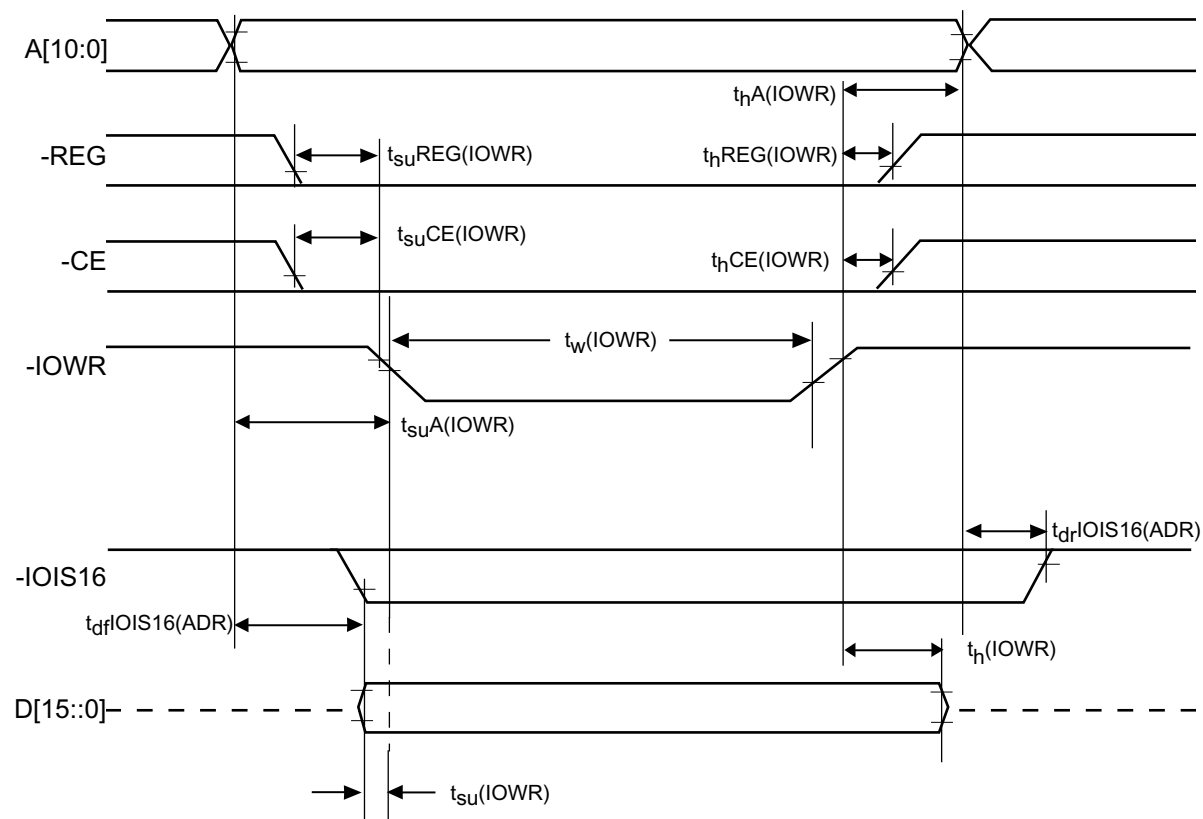 A[10:0]
thA(IOWR)
-REG
tsuREG(IOWR)
thREG(IOWR)
-CE
tsuCE(IOWR)
thCE(IOWR)
-IOWR
tw(IOWR)
tsuA(IOWR)
tdrIOIS16(ADR)
-IOIS16
tdfIOIS16(ADR)
th(IOWR)
D[15::0]
tsu(IOWR)